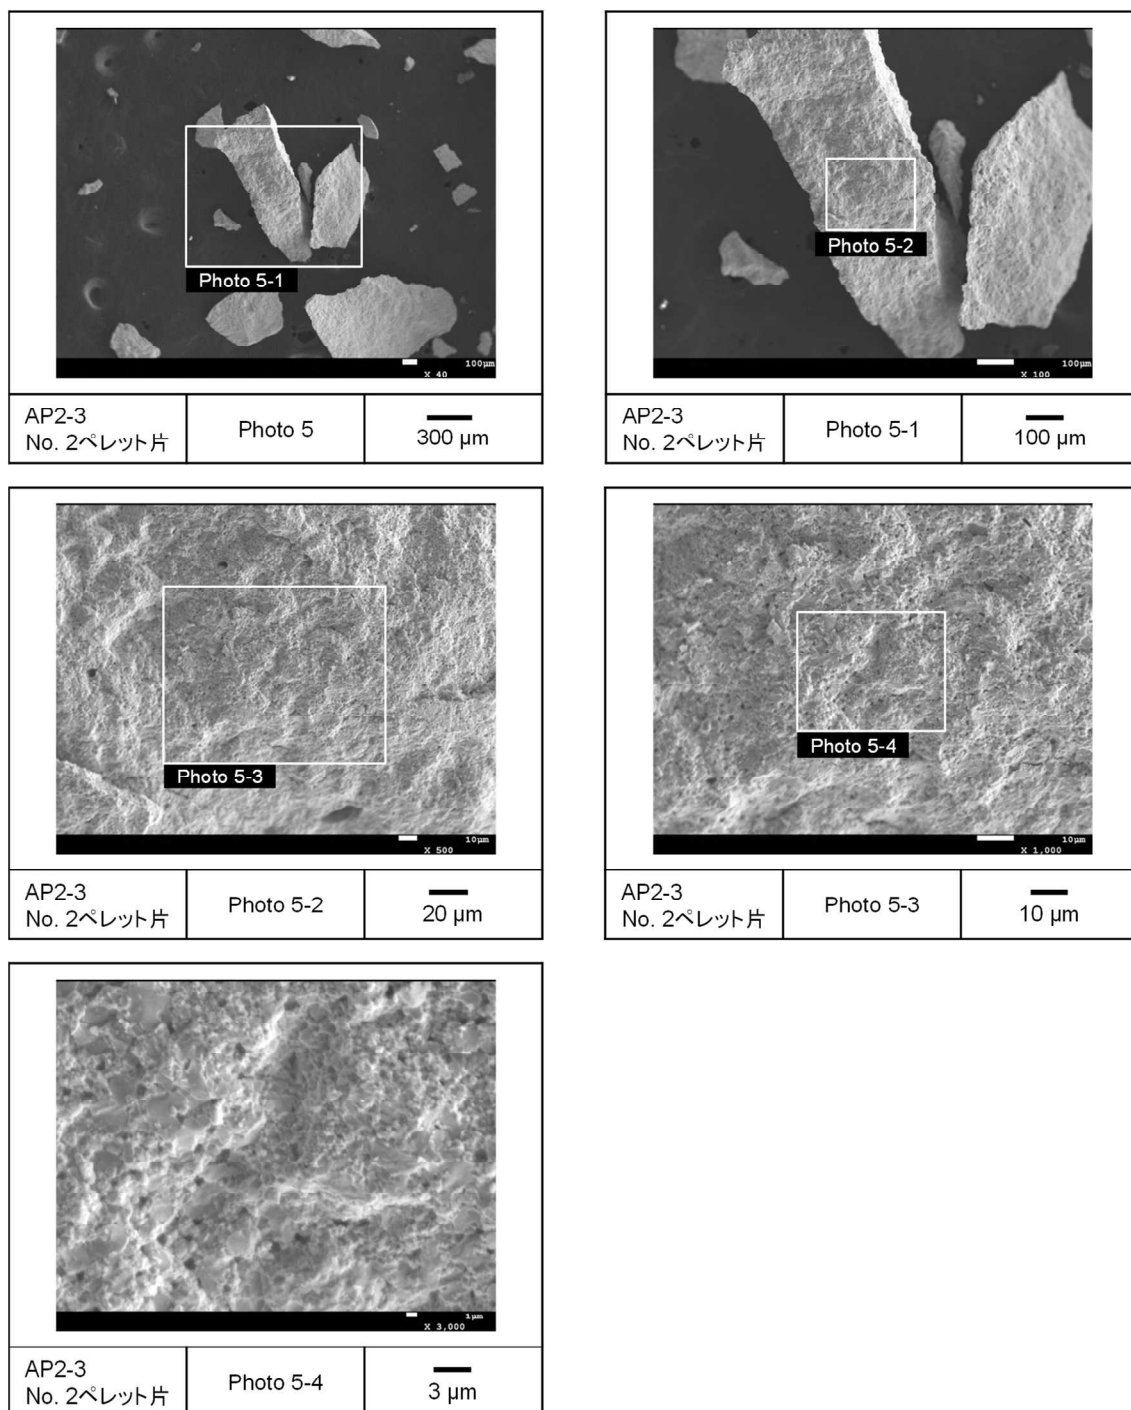 Photo 5-1
100μm
X 40
AP2-3
No. 2ペレット片
Photo 5
300 μm
Photo 5-2
100μm
X 100
AP2-3
No. 2ペレット片
Photo 5-1
100 μm
Photo 5-3
10μm
X 500
AP2-3
No. 2ペレット片
Photo 5-2
20 μm
Photo 5-4
10μm
X 1,000
AP2-3
No. 2ペレット片
Photo 5-3
10 μm
1μm
X 3,000
AP2-3
No. 2ペレット片
Photo 5-4
3 μm